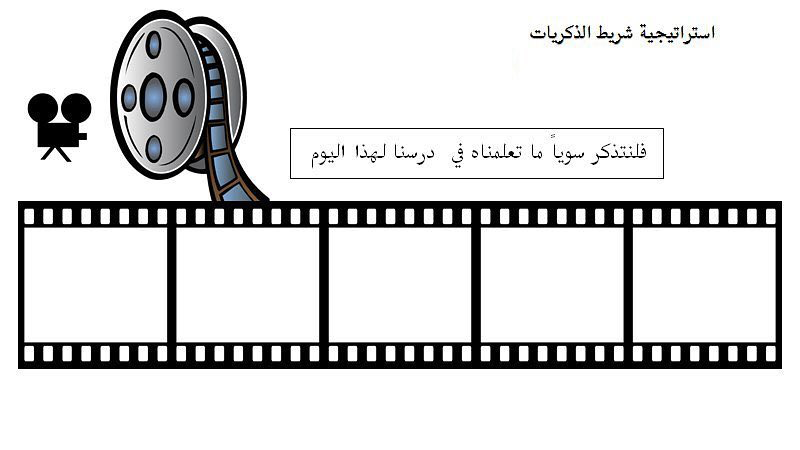 استراتيجية شريط الذكريات
فلنتذكر سوياً ما تعلمناه في درسنا لهذا اليوم